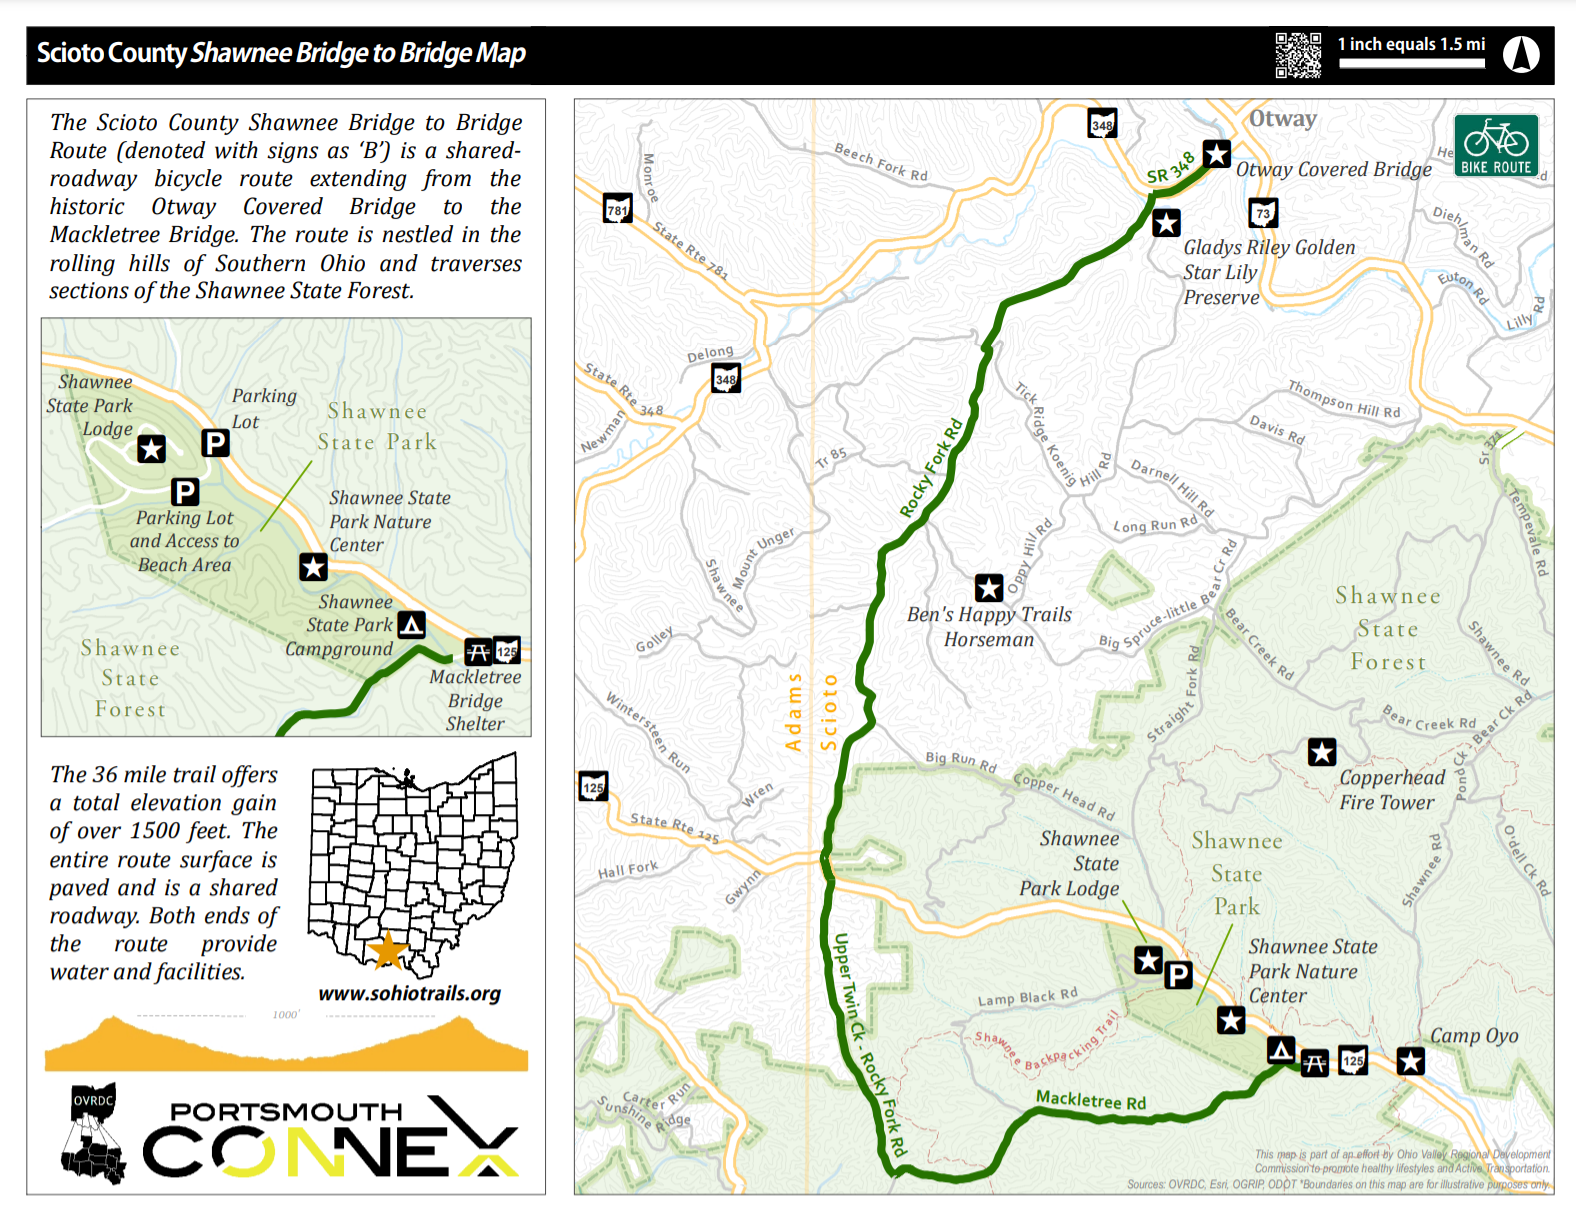 Scioto County Shawnee Bridge to Bridge Map
1 inch equals 1.5 mi
The Scioto County Shawnee Bridge to Bridge
Route (denoted with signs as ‘B’) is a shared-
roadway bicycle route extending from the
historic Otway Covered Bridge to the
Mackletree Bridge. The route is nestled in the
rolling hills of Southern Ohio and traverses
sections of the Shawnee State Forest.
Shawnee
State Park
Lodge
Parking
Lot
P
Shawnee
State Park
P
Parking Lot
and Access to
Beach Area
Shawnee State
Park Nature
Center
Shawnee
State Park
Campground
Shawnee
State
Forest
125
Mackletree
Bridge
Shelter
The 36 mile trail offers
a total elevation gain
of over 1500 feet. The
entire route surface is
paved and is a shared
roadway. Both ends of
the route provide
water and facilities.
www.sohiotrails.org
1000'
OVRDC
PORTSMOUTH
CONNEX
348
Otway
BIKE ROUTE
SR 348
Otway Covered Bridge
He
d
Beech Fork Rd
Monroe
781
State Rte 781
73
Gladys Riley Golden
Star Lily
Preserve
Diehlman Rd
Euton Rd
Lilly Rd
Delong
348
State Rte 348
Newman
Tr 85
Tick Ridge Koenig Hill Rd
Thompson Hill Rd
Davis Rd
Sr 321
Rocky Fork Rd
Darnell Hill Rd
Long Run Rd
Tempevale Rd
Mount Unger
Shawnee
Oppy Hill Rd
Ben's Happy Trails
Horseman
Big Spruce-little Bear Cr Rd
Bear Creek Rd
Shawnee
State
Forest
Shawnee Rd
Golley
Adams
Scioto
Straight Fork Rd
Wintersteen Run
Bear Creek Rd
Bear Ck Rd
Big Run Rd
Copper Head Rd
Copperhead
Fire Tower
Pond Ck
125
Wren
State Rte 125
Hall Fork
Gwynn
Shawnee
State
Park Lodge
Shawnee
State
Park
Shawnee Rd
Odell Ck Rd
Upper Twin Ck - Rocky Fork Rd
P
Shawnee State
Park Nature
Center
Lamp Black Rd
Shawnee Backpacking Trail
Camp Oyo
125
Mackletree Rd
Carter Run
Sunshine Ridge
This map is part of an effort by Ohio Valley Regional Development
Commission to promote healthy lifestyles and Active Transportation.
Sources: OVRDC, Esri, OGRIP, ODOT *Boundaries on this map are for illustrative purposes only.